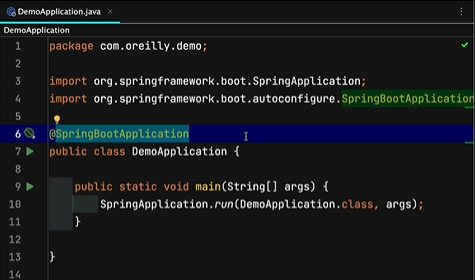 DemoApplication.java
DemoApplication
1 package com.oreilly.demo;
2
3 import org.springframework.boot.SpringApplication;
4 import org.springframework.boot.autoconfigure.SpringBootApplication
5
6 @SpringBootApplication
7 public class DemoApplication {
8
9 public static void main(String[] args) {
10 SpringApplication.run(DemoApplication.class, args);
11 }
12
13 }
14